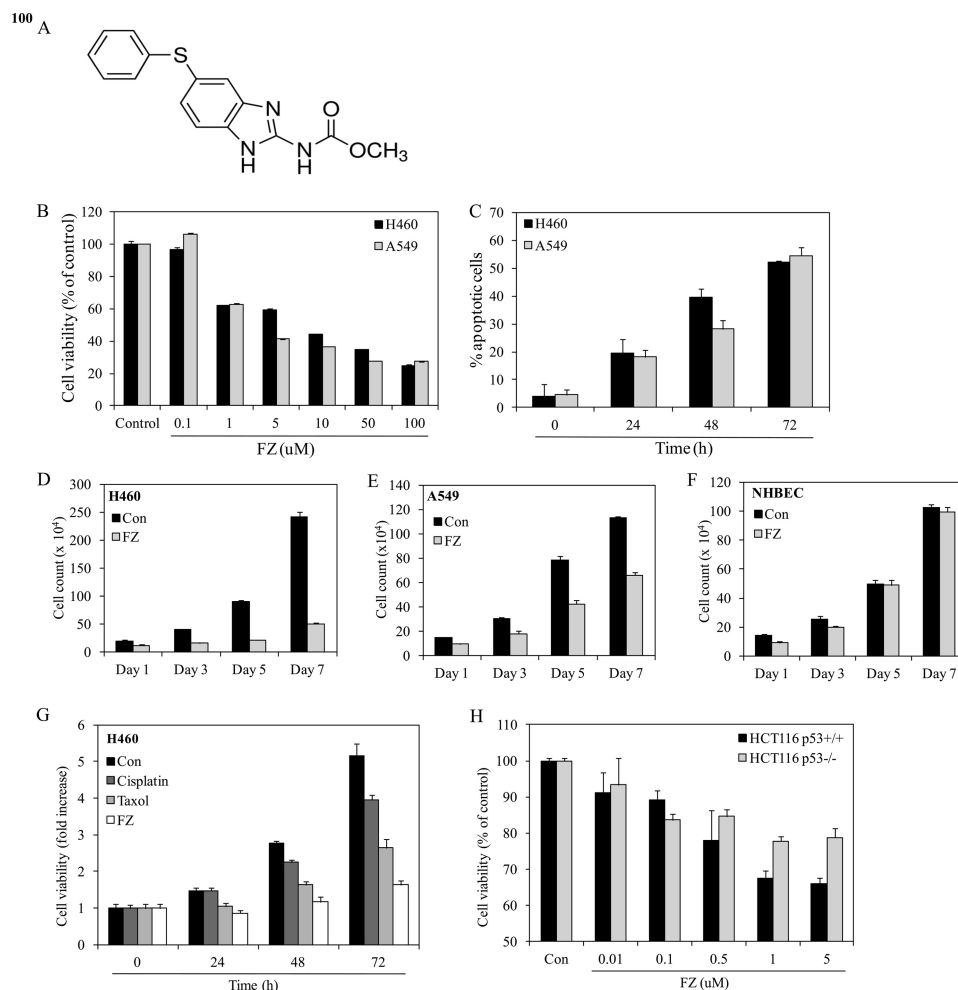 100
A
S
N
N
H
N
H
O
OCH3
B
Cell viability (% of control)
120
100
80
60
40
20
0
H460
A549
Control 0.1 1 5 10 50 100
FZ (uM)
C
% apoptotic cells
70
60
50
40
30
20
10
0
H460
A549
0 24 48 72
Time (h)
D
H460
Cell count (x 10⁴)
300
250
200
150
100
50
0
Con
FZ
Day 1 Day 3 Day 5 Day 7
E
A549
Cell count (x10⁴)
140
120
100
80
60
40
20
0
Con
FZ
Day 1 Day 3 Day 5 Day 7
F
NHBEC
Cell count (x 10⁴)
120
100
80
60
40
20
0
Con
FZ
Day 1 Day 3 Day 5 Day 7
G
H460
Cell viability (fold increase)
6
5
4
3
2
1
0
Con
Cisplatin
Taxol
FZ
0 24 48 72
Time (h)
H
Cell viability (% of control)
110
100
90
80
70
60
50
HCT116 p53+/+
HCT116 p53-/-
Con 0.01 0.1 0.5 1 5
FZ (uM)